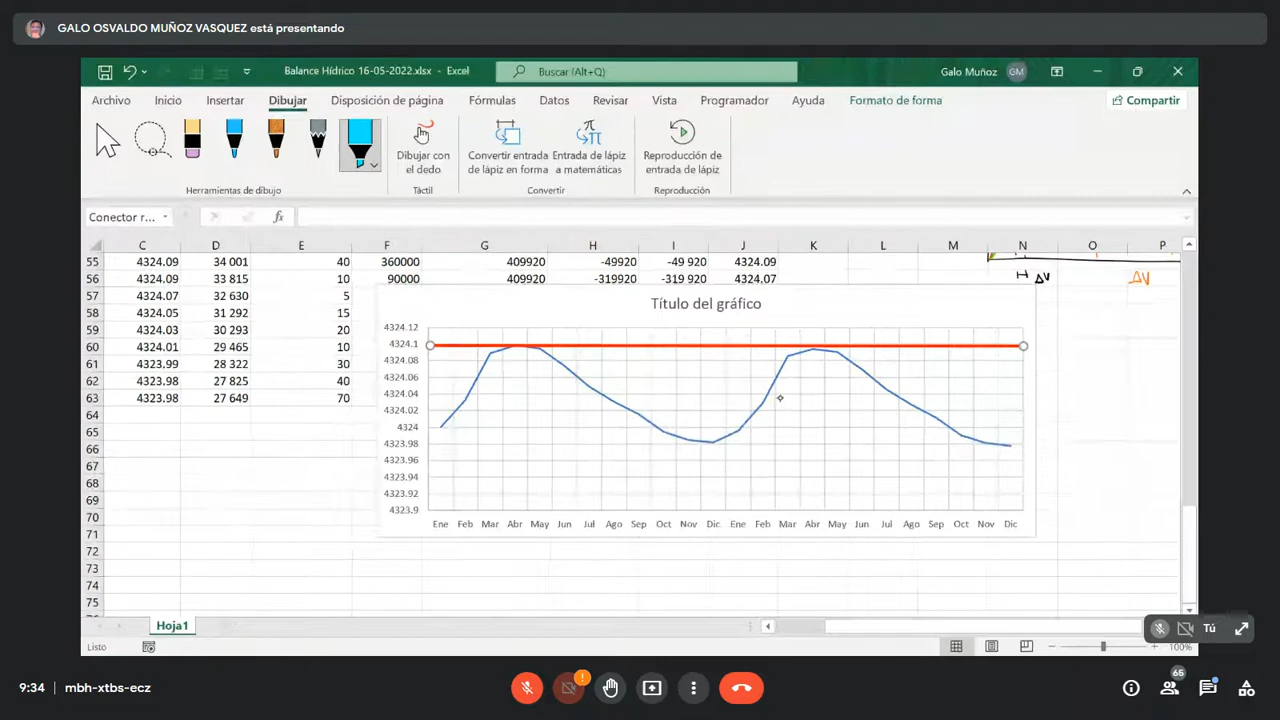 GALO OSVALDO MUÑOZ VASQUEZ está presentando
Balance Hídrico 16-05-2022.xlsx - Excel
Buscar (Alt+Q)
Galo Muñoz GM
Archivo Inicio Insertar Dibujar Disposición de página Fórmulas Datos Revisar Vista Programador Ayuda Formato de forma Compartir
Dibujar con el dedo
Convertir entrada de lápiz en forma
Entrada de lápiz a matemáticas
Reproducción de entrada de lápiz
Herramientas de dibujo Táctil Convertir Reproducción
Conector r... fx
C D E F G H I J K L M N O P
55 4324.09 34 001 40 360000 409920 -49920 -49 920 4324.09
56 4324.09 33 815 10 90000 409920 -319920 -319 920 4324.07
57 4324.07 32 630 5
58 4324.05 31 292 15
59 4324.03 30 293 20
60 4324.01 29 465 10
61 4323.99 28 322 30
62 4323.98 27 825 40
63 4323.98 27 649 70
64
65
66
67
68
69
70
71
72
73
74
75
H ΔV ΔV
Título del gráfico
4324.12
4324.1
4324.08
4324.06
4324.04
4324.02
4324
4323.98
4323.96
4323.94
4323.92
4323.9
Ene Feb Mar Abr May Jun Jul Ago Sep Oct Nov Dic Ene Feb Mar Abr May Jun Jul Ago Sep Oct Nov Dic
Hoja1
Tú
Listo
100%
9:34 | mbh-xtbs-ecz
65